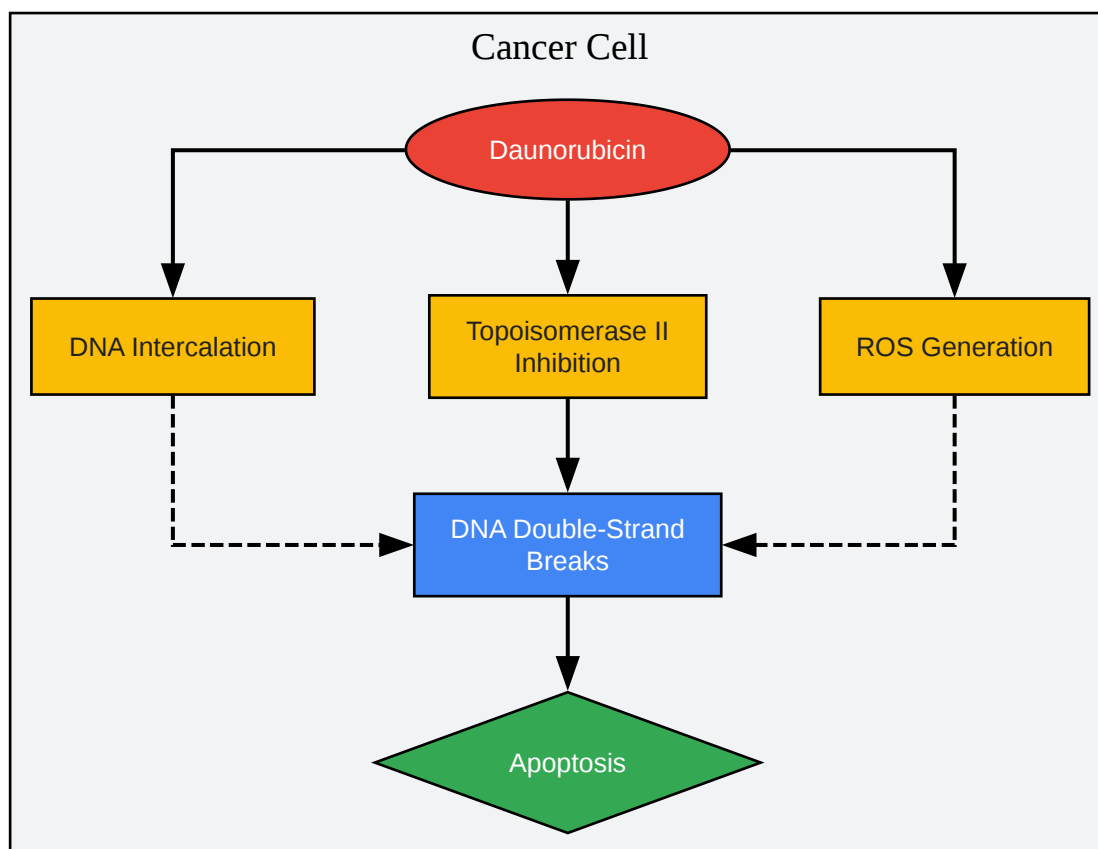 Cancer Cell
Daunorubicin
DNA Intercalation
Topoisomerase II
Inhibition
ROS Generation
DNA Double-Strand
Breaks
Apoptosis